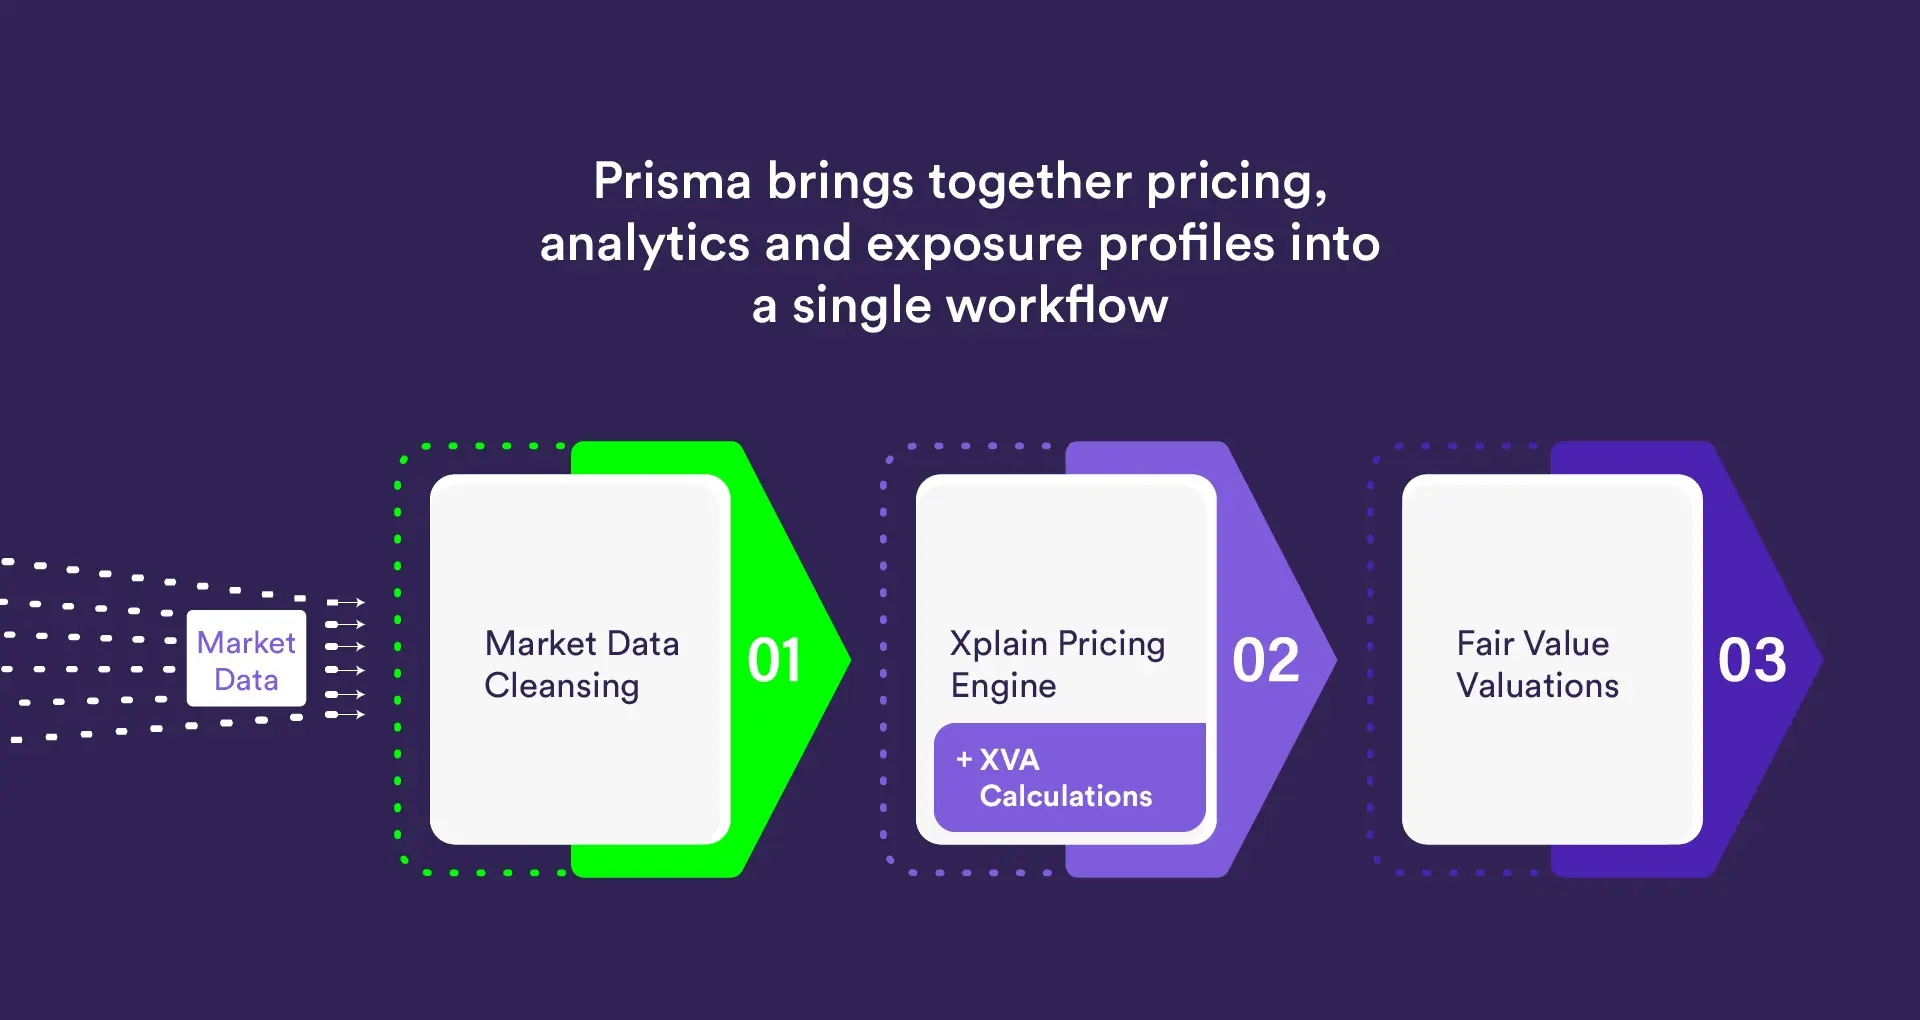 Prisma brings together pricing,
analytics and exposure profiles into
a single workflow
Market
Data
Market Data
Cleansing
01
Xplain Pricing
Engine
+ XVA
Calculations
02
Fair Value
Valuations
03